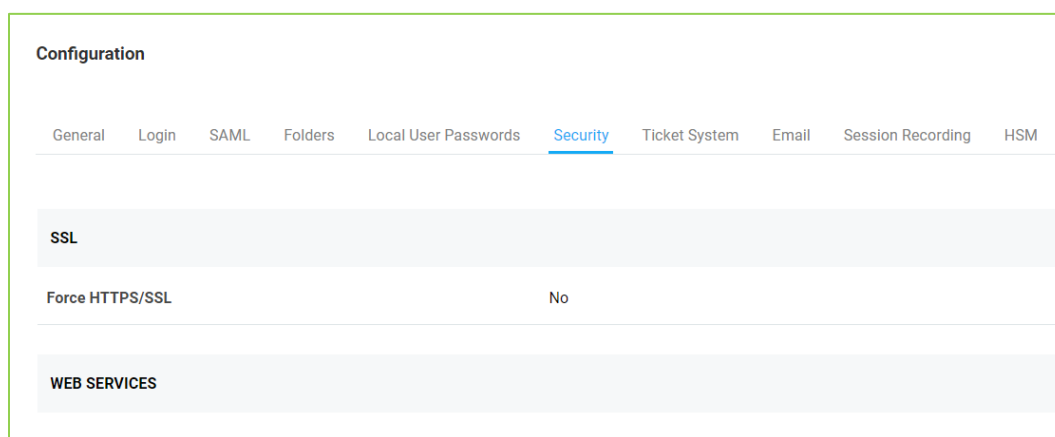 Configuration
General Login SAML Folders Local User Passwords Security Ticket System Email Session Recording HSM
SSL
Force HTTPS/SSL No
WEB SERVICES